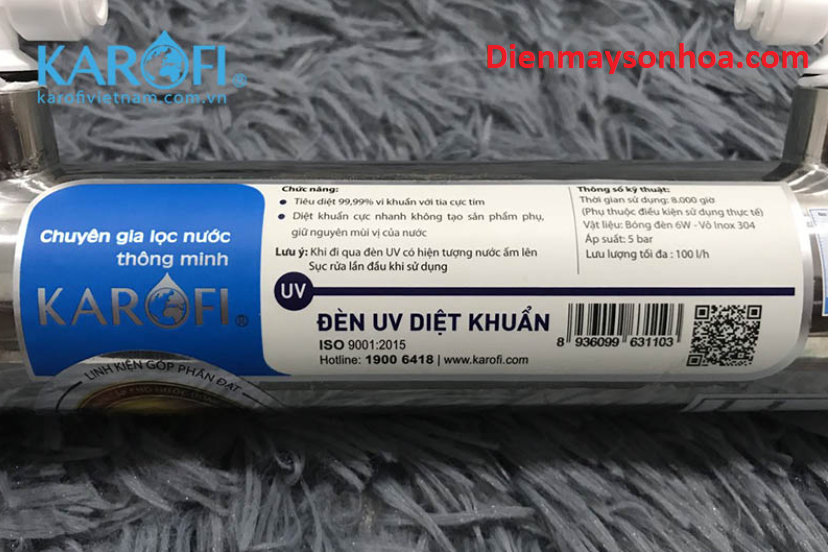 KAROFI®
karofivietnam.com.vn
Dienmaysonhoa.com
Chuyên gia lọc nước
thông minh
KAROFI®
LINH KIỆN GÓP PHẦN ĐẠT
Chức năng:
• Tiêu diệt 99,99% vi khuẩn với tia cực tím
• Diệt khuẩn cực nhanh không tạo sản phẩm phụ,
giữ nguyên mùi vị của nước
Lưu ý: Khi đi qua đèn UV có hiện tượng nước ấm lên
Sục rửa lần đầu khi sử dụng
Thông số kỹ thuật:
Thời gian sử dụng: 8.000 giờ
(Phụ thuộc điều kiện sử dụng thực tế)
Vật liệu: Bóng đèn 6W - Vỏ Inox 304
Áp suất: 5 bar
Lưu lượng tối đa : 100 l/h
UV
ĐÈN UV DIỆT KHUẨN
ISO 9001:2015
Hotline: 1900 6418 | www.karofi.com
8 936099 631103